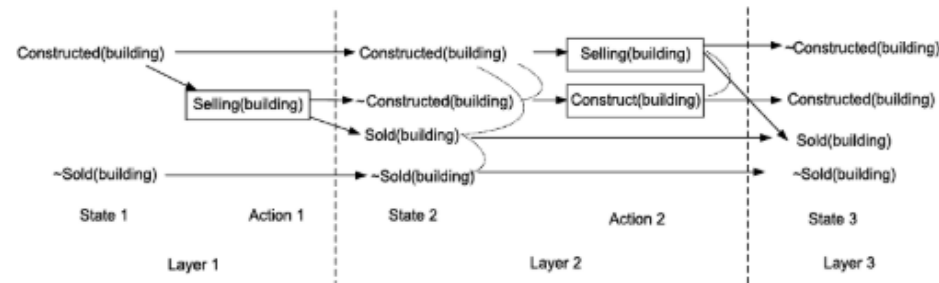 Constructed(building) Constructed(building) Selling(building) ~Constructed(building)
Selling(building) ~Constructed(building) Construct(building) Constructed(building)
Sold(building) Sold(building)
~Sold(building) ~Sold(building) ~Sold(building)
State 1 Action 1 State 2 Action 2 State 3
Layer 1 Layer 2 Layer 3